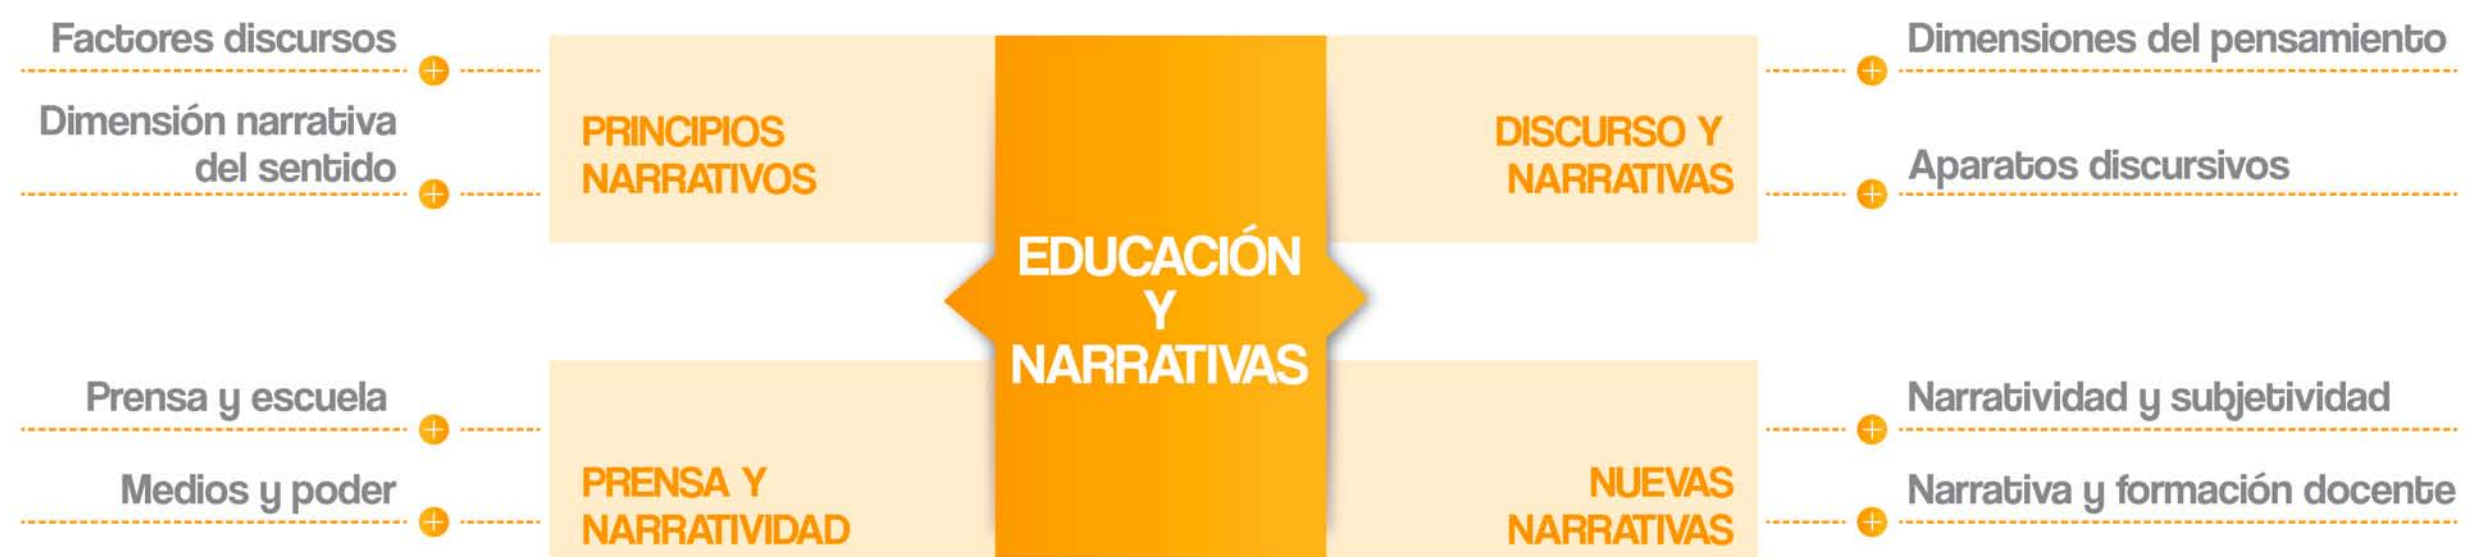 Factores discursos
Dimensión narrativa
del sentido
PRINCIPIOS
NARRATIVOS
DISCURSO Y
NARRATIVAS
Dimensiones del pensamiento
Aparatos discursivos
EDUCACIÓN
Y
NARRATIVAS
Prensa y escuela
Medios y poder
PRENSA Y
NARRATIVIDAD
NUEVAS
NARRATIVAS
Narratividad y subjetividad
Narrativa y formación docente